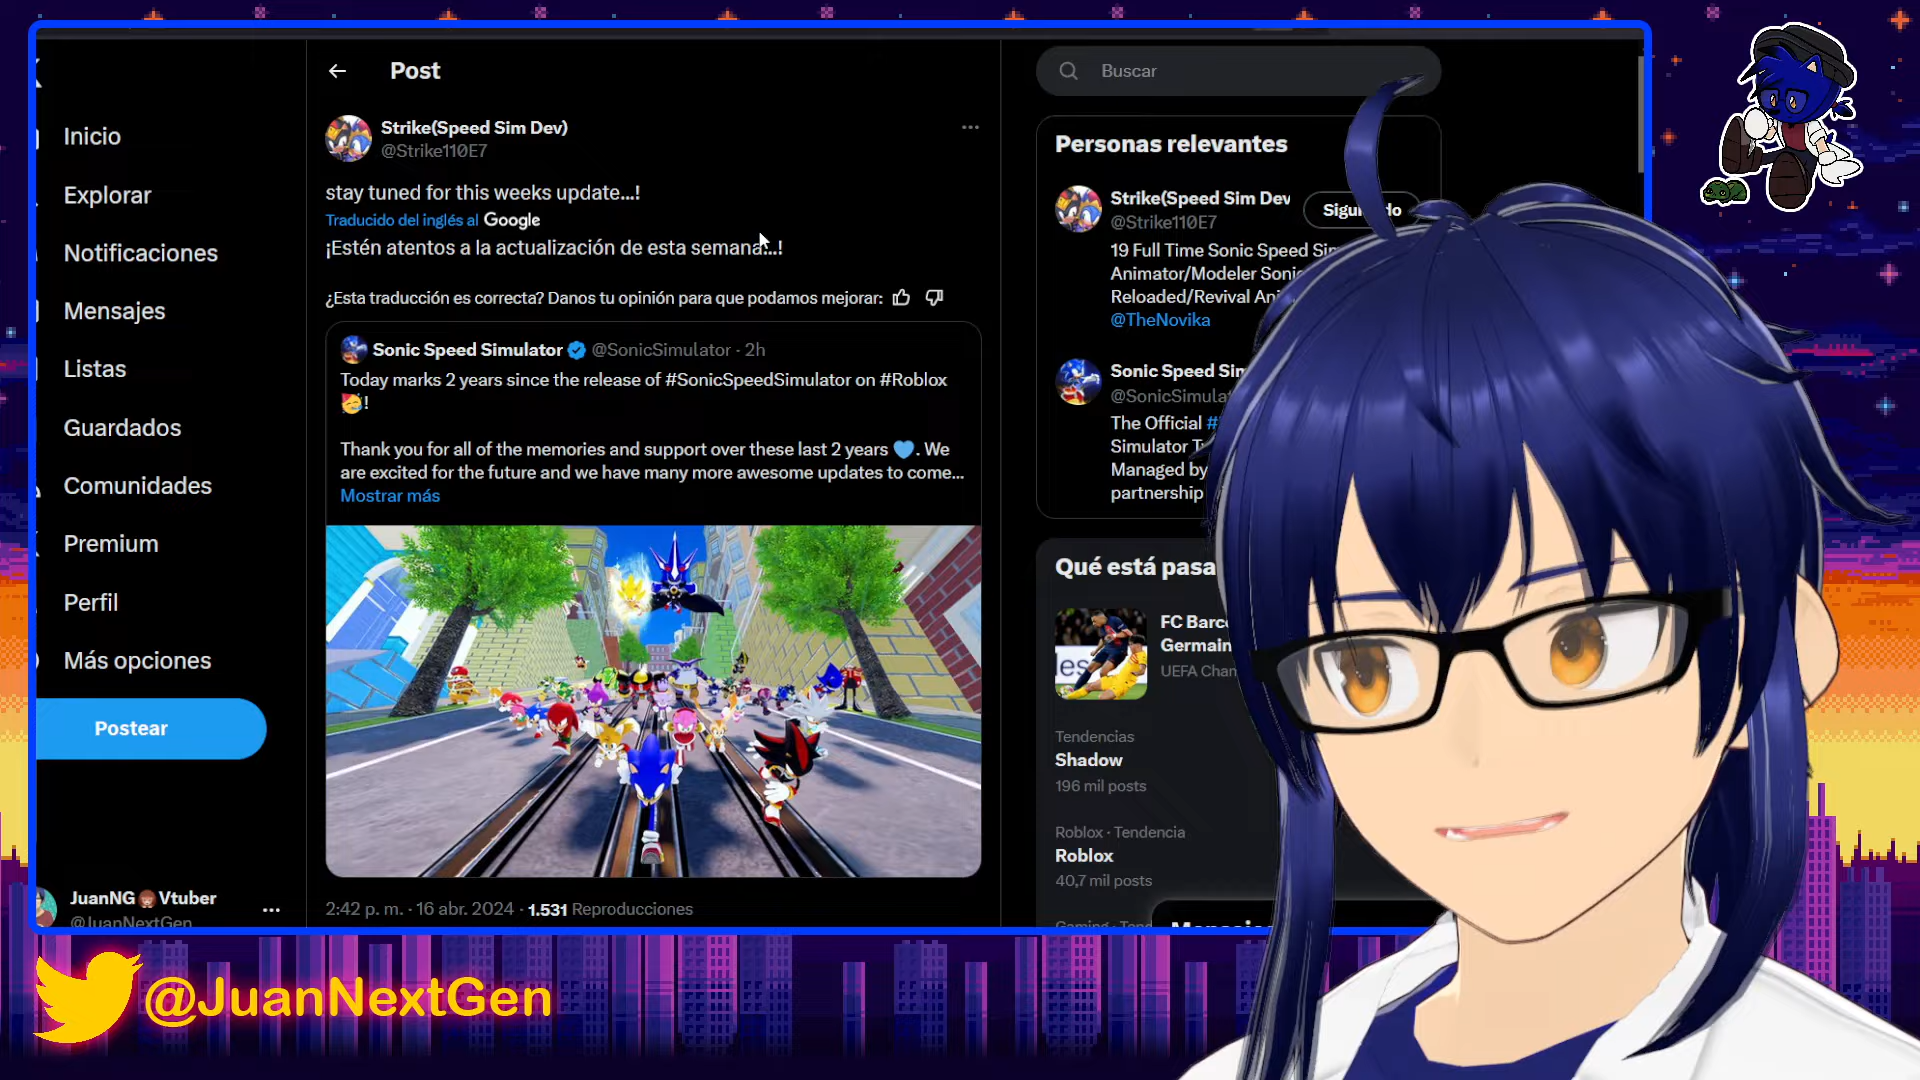 Inicio
Explorar
Notificaciones
Mensajes
Listas
Guardados
Comunidades
Premium
Perfil
Más opciones
Postear
JuanNG Vtuber
@JuanNextGen
Post
Strike(Speed Sim Dev)
@Strike110E7
stay tuned for this weeks update...!
Traducido del inglés al Google
¡Estén atentos a la actualización de esta semana...!
¿Esta traducción es correcta? Danos tu opinión para que podamos mejorar:
Sonic Speed Simulator @SonicSimulator · 2h
Today marks 2 years since the release of #SonicSpeedSimulator on #Roblox
🥳!
Thank you for all of the memories and support over these last 2 years 💙. We
are excited for the future and we have many more awesome updates to come...
Mostrar más
2:42 p. m. · 16 abr. 2024 · 1.531 Reproducciones
Buscar
Personas relevantes
Strike(Speed Sim Dev
@Strike110E7
19 Full Time Sonic Speed
Animator/Modeler
Reloaded/Revival
@TheNovika
Sonic Speed
The Official
Managed by
partnership
Qué está
FC
UEFA
Tendencias
Shadow
196 mil posts
Roblox · Tendencia
Roblox
40,7 mil posts
@JuanNextGen